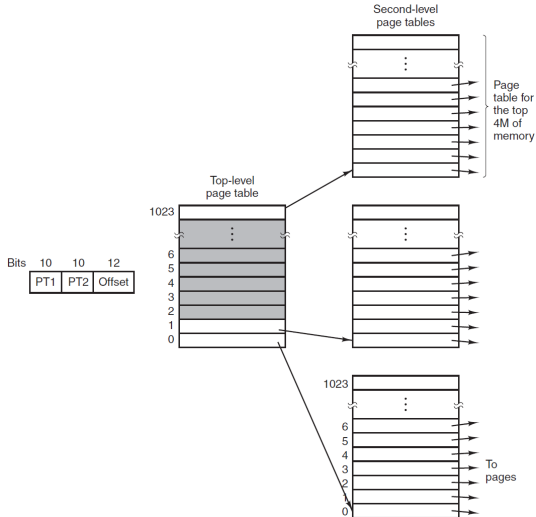 Second-level
page tables
Page
table for
the top
4M of
memory
Top-level
page table
1023
6
5
4
3
2
1
0
Bits 10 10 12
PT1 PT2 Offset
1023
6
5
4
3
2
1
0
To
pages